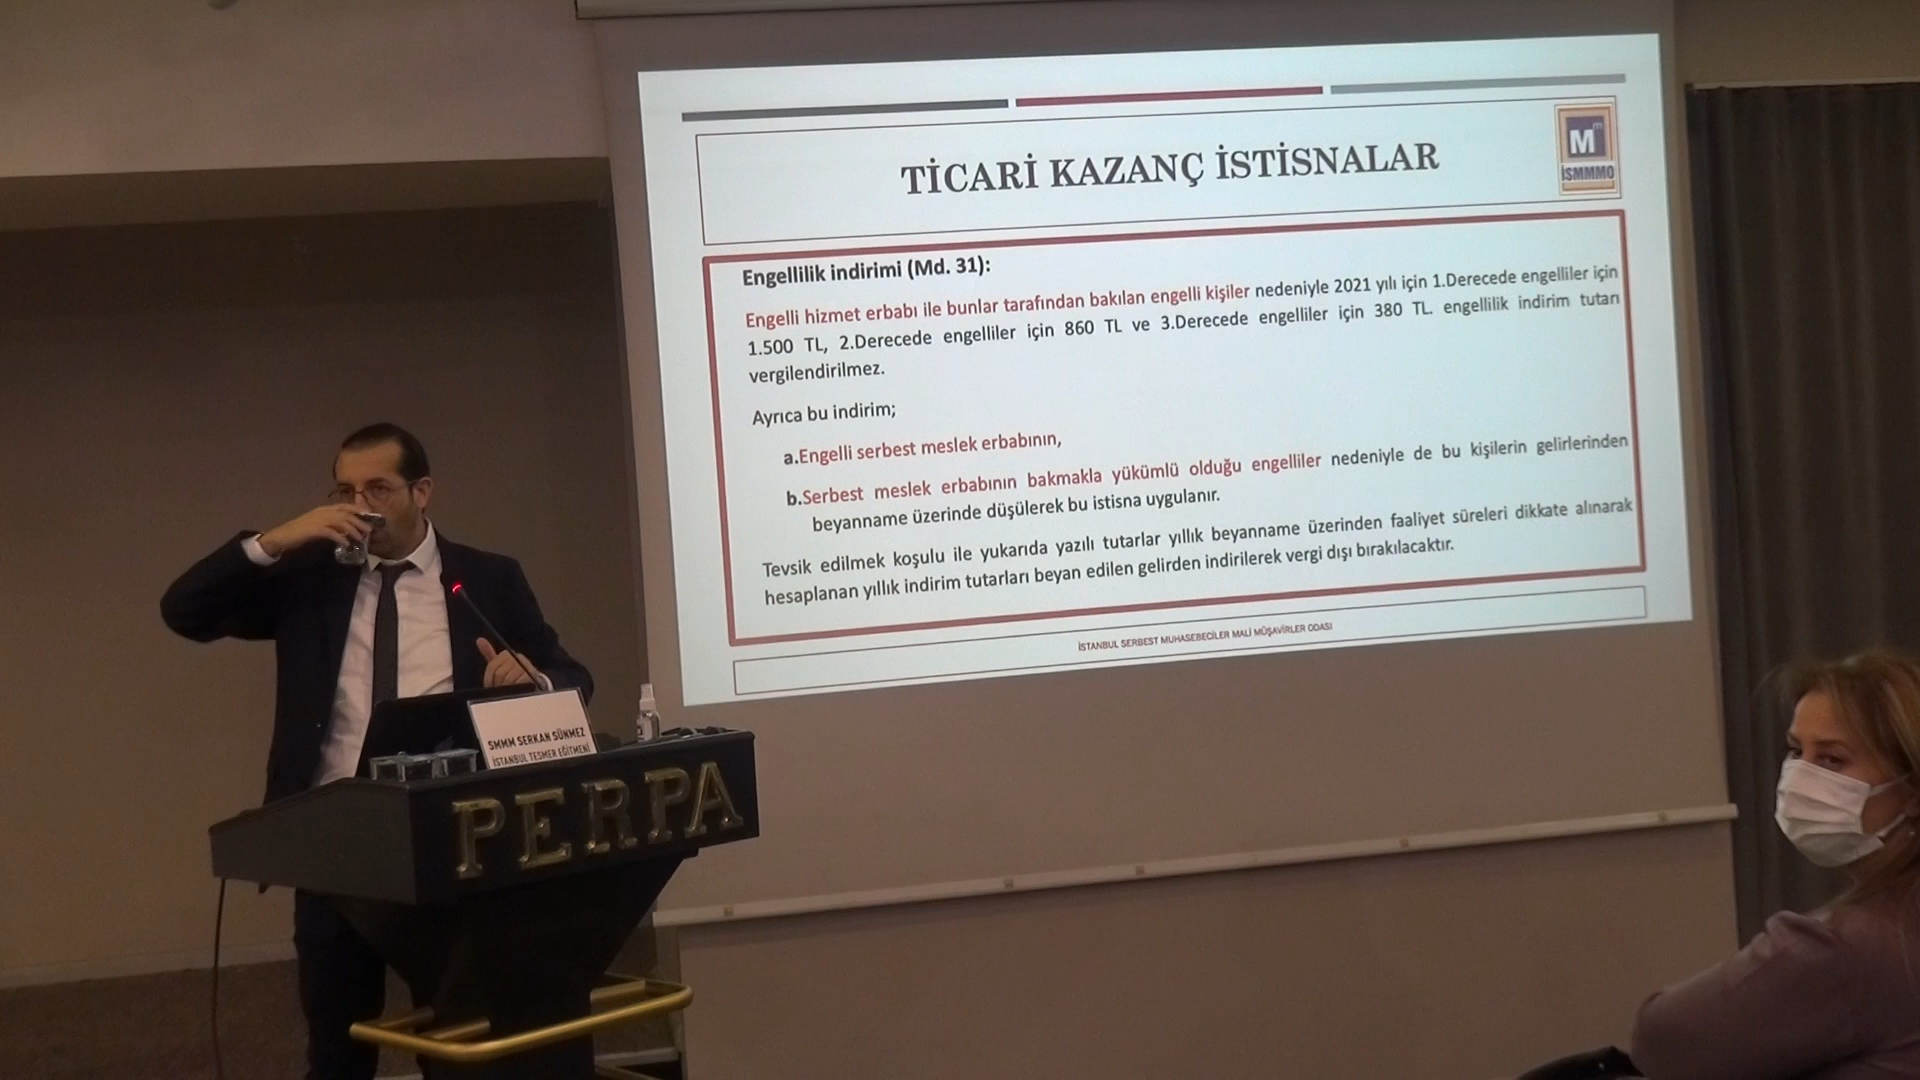 TİCARİ KAZANÇ İSTİSNALAR
Mm
İSMMMO
Engellilik indirimi (Md. 31):
Engelli hizmet erbabı ile bunlar tarafından bakılan engelli kişiler nedeniyle 2021 yılı için 1.Derecede engelliler için
1.500 TL, 2.Derecede engelliler için 860 TL ve 3.Derecede engelliler için 380 TL. engellilik indirim tutarı
vergilendirilmez.
Ayrıca bu indirim;
a.Engelli serbest meslek erbabının,
b.Serbest meslek erbabının bakmakla yükümlü olduğu engelliler nedeniyle de bu kişilerin gelirlerinden
beyanname üzerinde düşülerek bu istisna uygulanır.
Tevsik edilmek koşulu ile yukarıda yazılı tutarlar yıllık beyanname üzerinden faaliyet süreleri dikkate alınarak
hesaplanan yıllık indirim tutarları beyan edilen gelirden indirilerek vergi dışı bırakılacaktır.
İSTANBUL SERBEST MUHASEBECİLER MALİ MÜŞAVİRLER ODASI
SMMM SERKAN SÜNMEZ
İSTANBUL TESMER EĞİTMENİ
PERPA